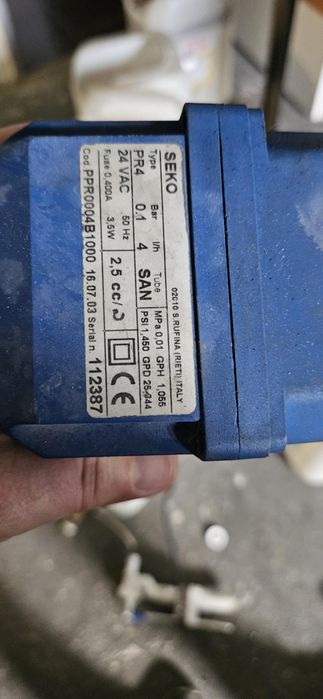 SEKO 02010 S.RUFINA (RIETI) ITALY
Type Bar l/h Tube MPa 0,01 GPH 1,055
PR4 0.1 4 SAN PSI 1,450 GPD 25,344
24 VAC 50 Hz 2,5 cc/
Fuse 0.400A 3,5W CE
Cod. PPR0004B1000 16.07.03 Serial n. 112387